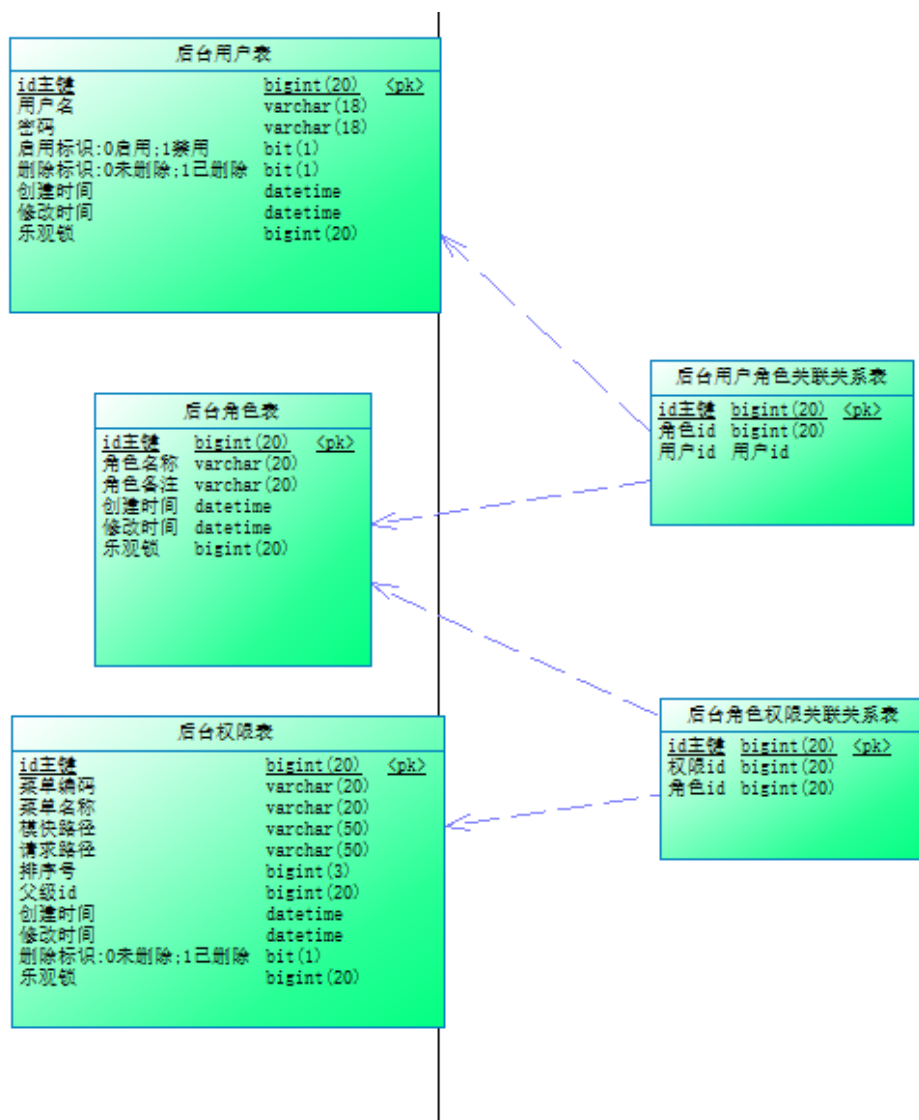 后台用户表
id主键 bigint(20) <pk>
用户名 varchar(18)
密码 varchar(18)
启用标识:0启用;1禁用 bit(1)
删除标识:0未删除;1已删除 bit(1)
创建时间 datetime
修改时间 datetime
乐观锁 bigint(20)
后台用户角色关联关系表
id主键 bigint(20) <pk>
角色id bigint(20)
用户id 用户id
后台角色表
id主键 bigint(20) <pk>
角色名称 varchar(20)
角色备注 varchar(20)
创建时间 datetime
修改时间 datetime
乐观锁 bigint(20)
后台角色权限关联关系表
id主键 bigint(20) <pk>
权限id bigint(20)
角色id bigint(20)
后台权限表
id主键 bigint(20) <pk>
菜单编码 varchar(20)
菜单名称 varchar(20)
模快路径 varchar(50)
请求路径 varchar(50)
排序号 bigint(3)
父级id bigint(20)
创建时间 datetime
修改时间 datetime
删除标识:0未删除;1已删除 bit(1)
乐观锁 bigint(20)